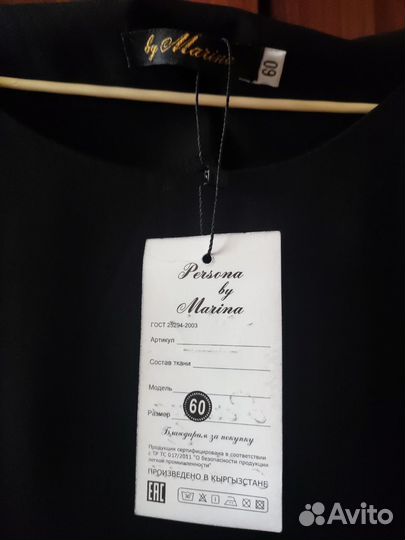 by Marina
60
Persona
by
Marina
ГОСТ 25294-2003
Артикул
Состав ткани
Модель
Размер 60
Благодарим за покупку
Продукция сертифицирована в соответствии
с ТР ТС 017/2011 "О безопасности продукции
легкой промышленности"
ПРОИЗВЕДЕНО В КЫРГЫЗСТАНЕ
EAC
Avito